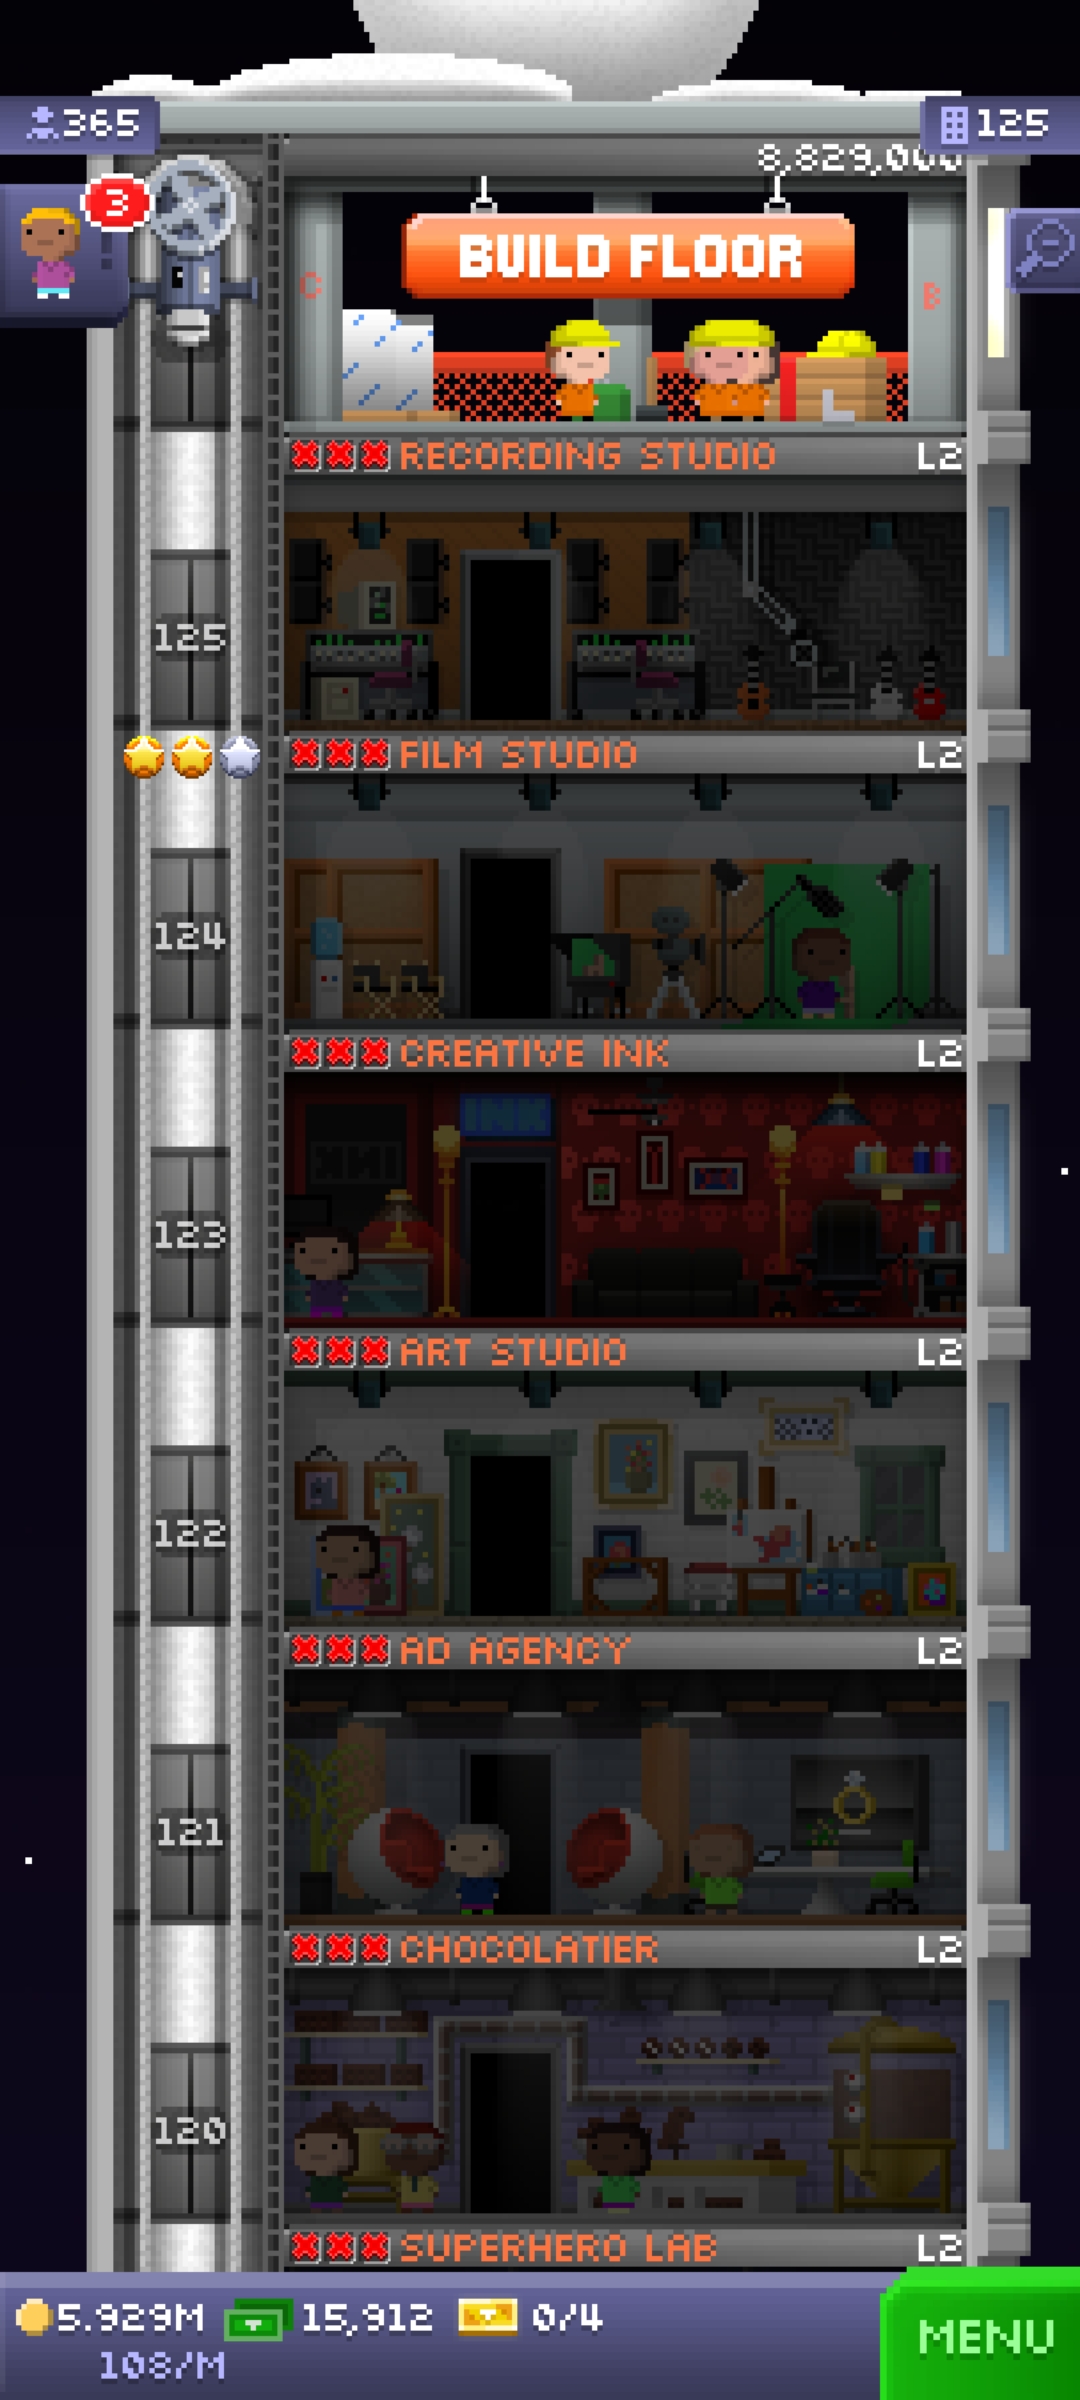 365
125
8,829,000
3
BUILD FLOOR
C
B
RECORDING STUDIO L2
125
FILM STUDIO L2
124
CREATIVE INK L2
INK
123
ART STUDIO L2
122
AD AGENCY L2
121
CHOCOLATIER L2
120
SUPERHERO LAB L2
5.929M 15,912 0/4
108/M
MENU